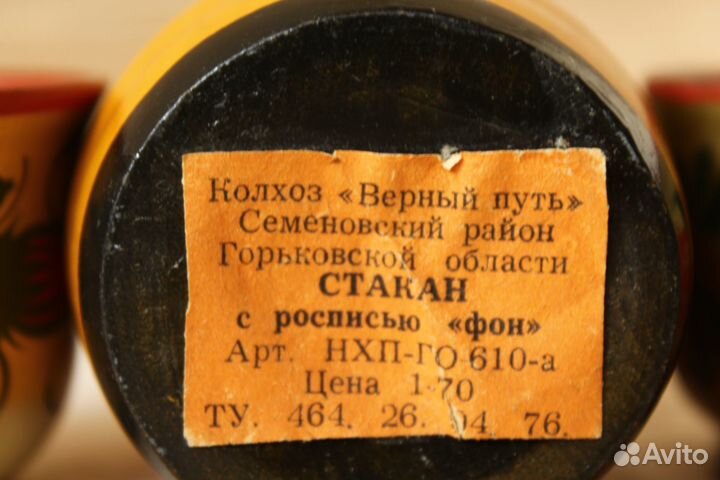 Колхоз «Верный путь»
Семеновский район
Горьковской области
СТАКАН
с росписью «фон»
Арт. НХП-ГО 610-а
Цена 1-70
ТУ. 464. 26. 04. 76.
Avito